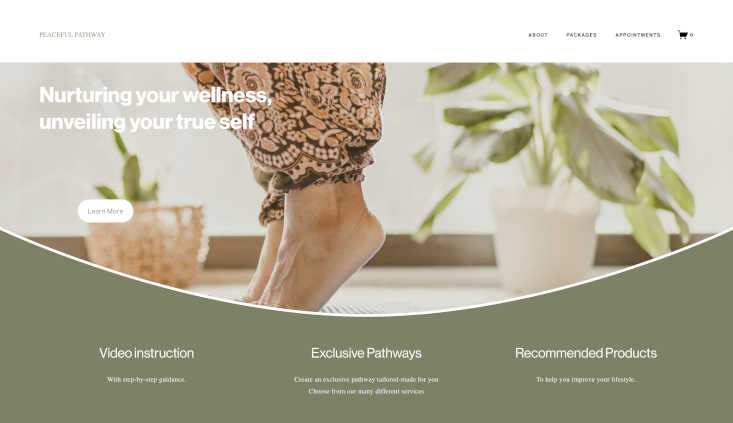 PEACEFUL PATHWAY
ABOUT PACKAGES APPOINTMENTS 0
Nurturing your wellness,
unveiling your true self
Learn More
Video instruction
With step-by-step guidance.
Exclusive Pathways
Create an exclusive pathway tailored-made for you
Choose from our many different services
Recommended Products
To help you improve your lifestyle.